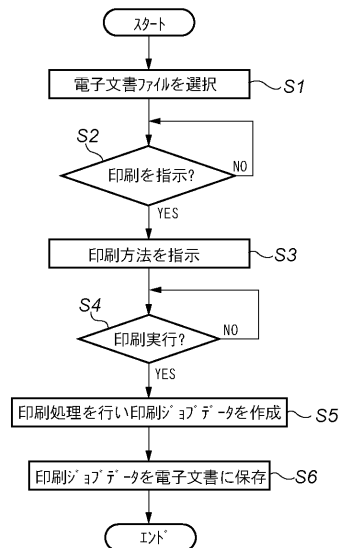 ｽﾀｰﾄ
電子文書ﾌｧｲﾙを選択
S1
S2
印刷を指示?
NO
YES
印刷方法を指示
S3
S4
印刷実行?
NO
YES
印刷処理を行い印刷ｼﾞｮﾌﾞﾃﾞｰﾀを作成
S5
印刷ｼﾞｮﾌﾞﾃﾞｰﾀを電子文書に保存
S6
ｴﾝﾄﾞ